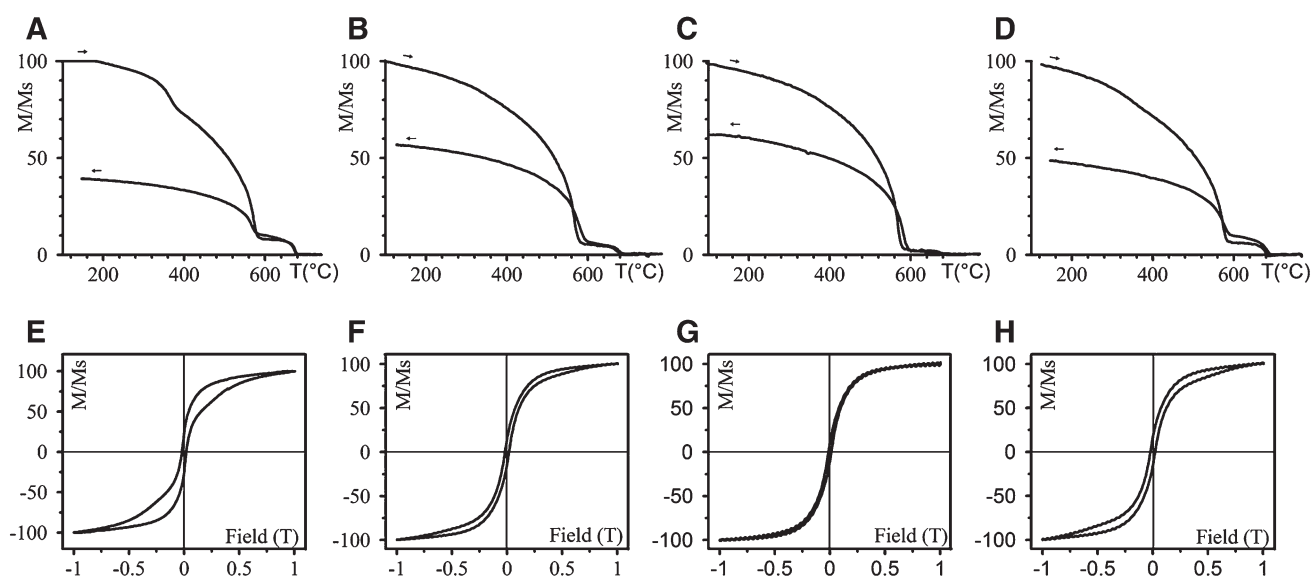 A B C D
M/Ms M/Ms M/Ms M/Ms
100 100 100 100
50 50 50 50
0 0 0 0
200 400 600 T(°C) 200 400 600 T(°C) 200 400 600 T(°C) 200 400 600 T(°C)
E F G H
M/Ms M/Ms M/Ms M/Ms
100 100 100 100
50 50 50 50
0 0 0 0
-50 -50 -50 -50
-100 -100 -100 -100
Field (T) Field (T) Field (T) Field (T)
-1 -0.5 0 0.5 1 -1 -0.5 0 0.5 1 -1 -0.5 0 0.5 1 -1 -0.5 0 0.5 1